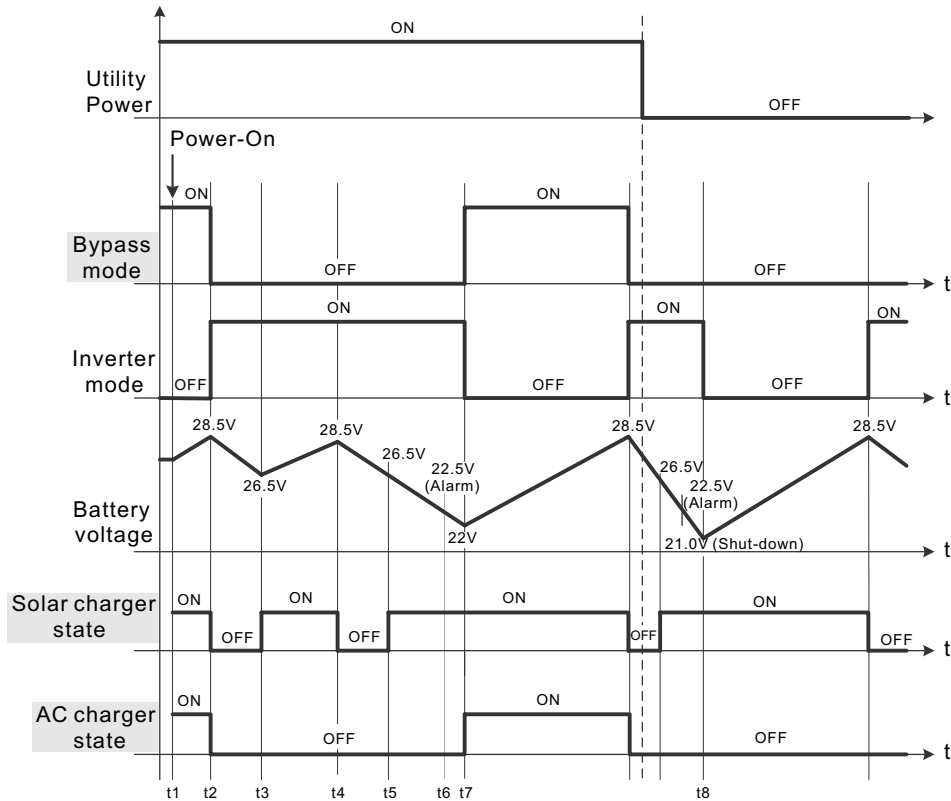 ON
Utility
Power
OFF
Power-On
ON
ON
Bypass
mode
OFF
OFF
t
ON
ON
ON
Inverter
mode
OFF
OFF
OFF
t
28.5V
28.5V
28.5V
28.5V
26.5V
26.5V
22.5V
(Alarm)
26.5V
22.5V
(Alarm)
Battery
voltage
22V
21.0V (Shut-down)
t
Solar charger
state
ON
ON
ON
ON
OFF
OFF
OFF
OFF
t
AC charger
state
ON
ON
OFF
OFF
t
t1
t2
t3
t4
t5
t6
t7
t8